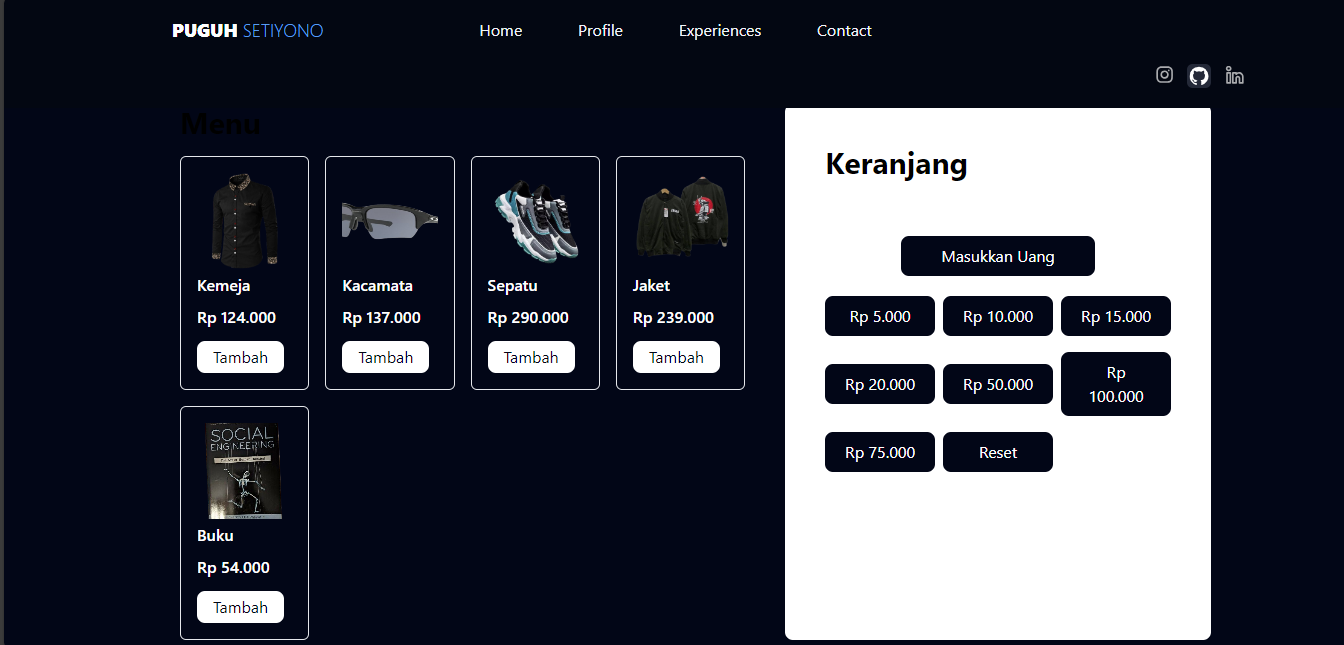 PUGUH SETIYONO
Home
Profile
Experiences
Contact
Menu
Kemeja
Rp 124.000
Tambah
Kacamata
Rp 137.000
Tambah
Sepatu
Rp 290.000
Tambah
Jaket
Rp 239.000
Tambah
SOCIAL
ENGINEERING
Buku
Rp 54.000
Tambah
Keranjang
Masukkan Uang
Rp 5.000
Rp 10.000
Rp 15.000
Rp 20.000
Rp 50.000
Rp
100.000
Rp 75.000
Reset